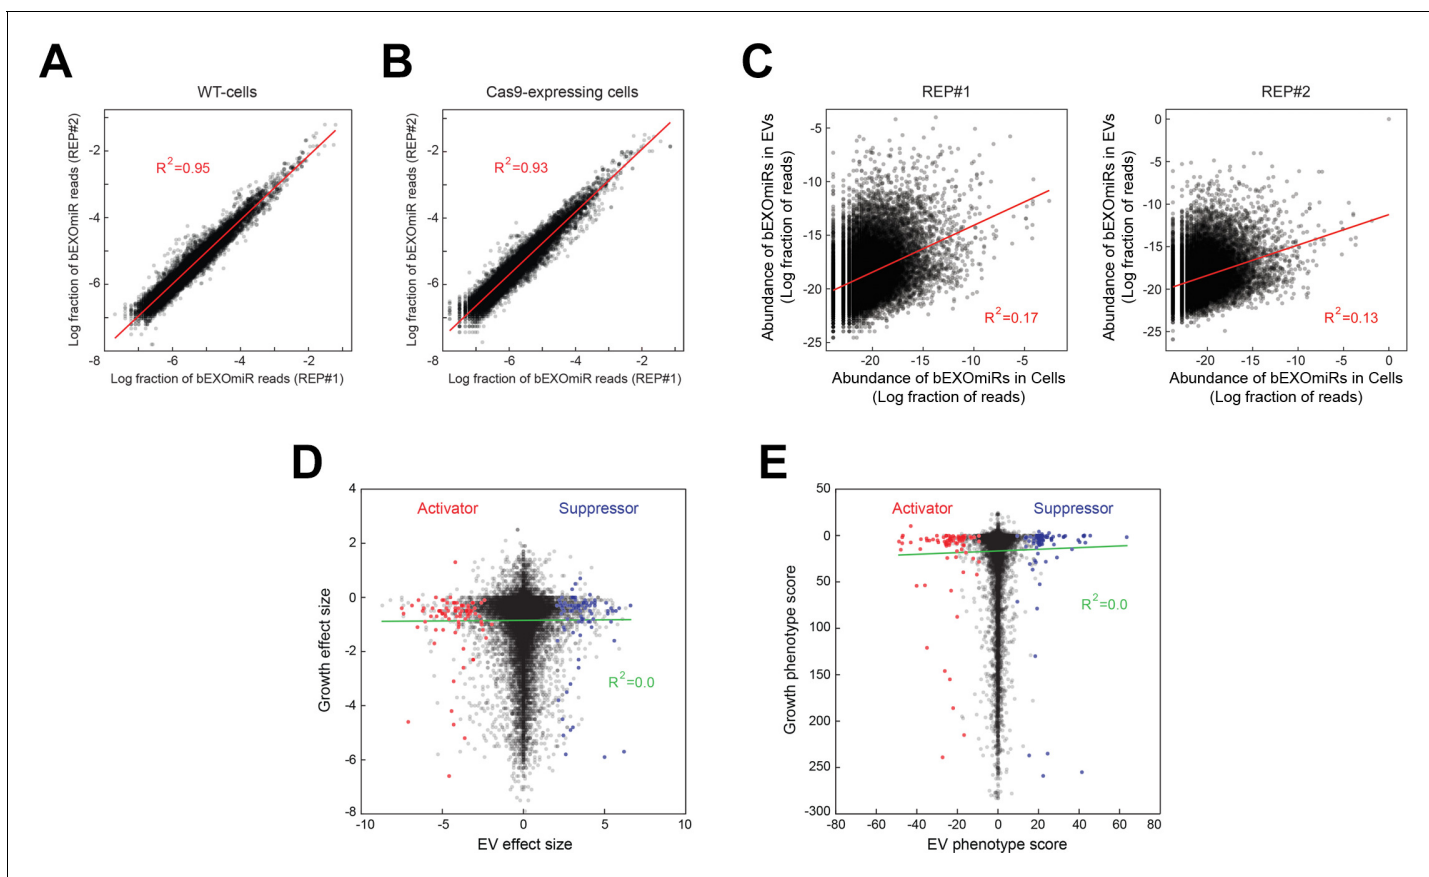 A
WT-cells
Log fraction of bEXOmiR reads (REP#2)
-2
-4
-6
R²=0.95
-8
-6
-4
-2
Log fraction of bEXOmiR reads (REP#1)
B
Cas9-expressing cells
Log fraction of bEXOmiR reads (REP#2)
-2
-4
-6
R²=0.93
-8
-6
-4
-2
Log fraction of bEXOmiR reads (REP#1)
C
REP#1
Abundance of bEXOmiRs in EVs
(Log fraction of reads)
-5
-10
-15
-20
-25
R²=0.17
-20
-15
-10
-5
Abundance of bEXOmiRs in Cells
(Log fraction of reads)
REP#2
Abundance of bEXOmiRs in EVs
(Log fraction of reads)
0
-5
-10
-15
-20
-25
R²=0.13
-20
-15
-10
-5
0
Abundance of bEXOmiRs in Cells
(Log fraction of reads)
D
Growth effect size
4
2
0
-2
-4
-6
-8
Activator
Suppressor
R²=0.0
-10
-5
0
5
10
EV effect size
E
Growth phenotype score
50
0
50
100
150
200
250
-300
Activator
Suppressor
R²=0.0
-80
-60
-40
-20
0
20
40
60
80
EV phenotype score